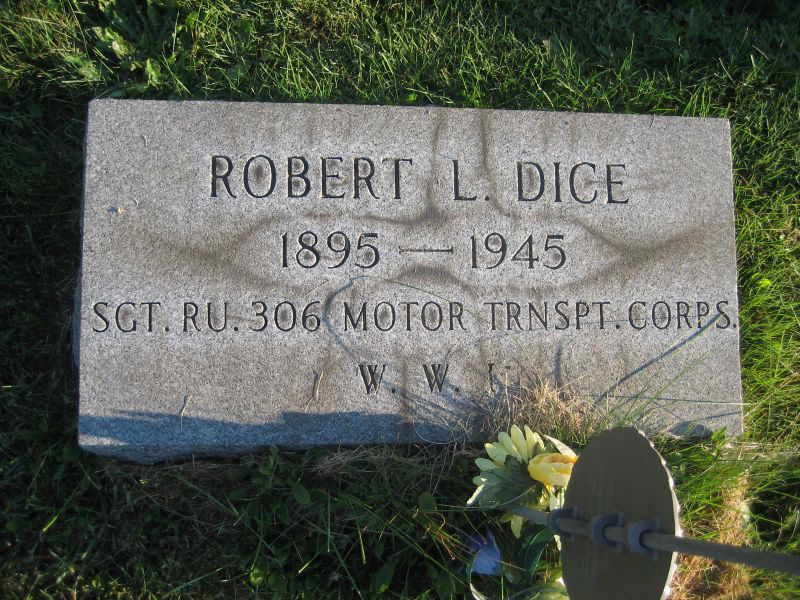 ROBERT L. DICE
1895 — 1945
SGT. RU. 306 MOTOR TRNSPT. CORPS.
W. W. I